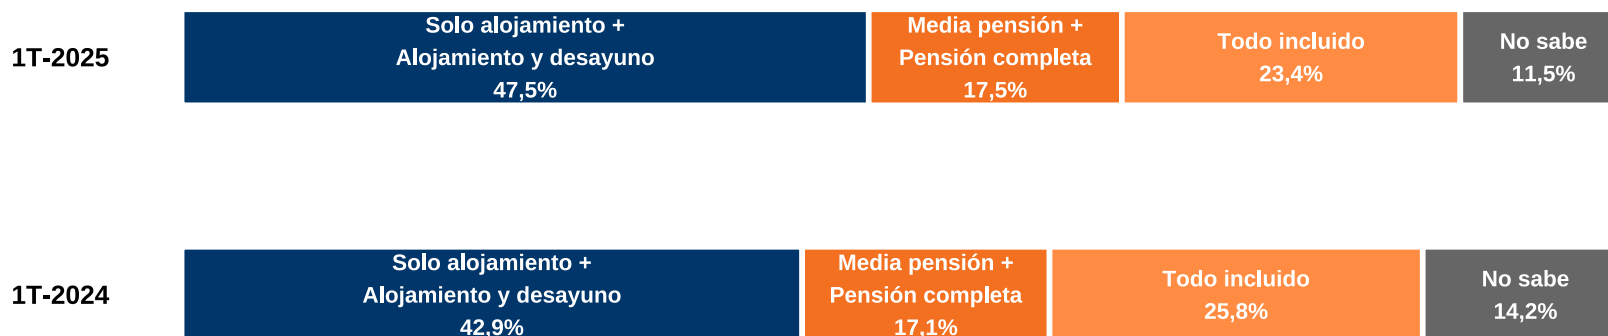 1T-2025
Solo alojamiento +
Alojamiento y desayuno
47,5%
Media pensión +
Pensión completa
17,5%
Todo incluido
23,4%
No sabe
11,5%
1T-2024
Solo alojamiento +
Alojamiento y desayuno
42,9%
Media pensión +
Pensión completa
17,1%
Todo incluido
25,8%
No sabe
14,2%